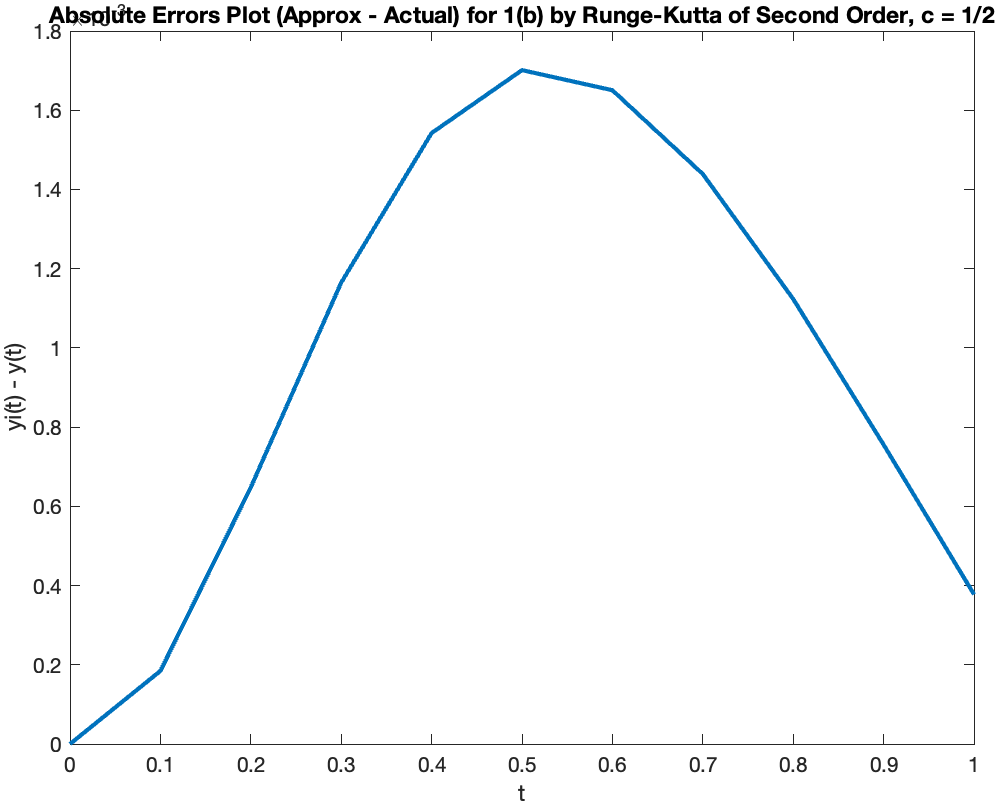 Absolute Errors Plot (Approx - Actual) for 1(b) by Runge-Kutta of Second Order, c = 1/2
1.8
1.6
1.4
1.2
1
0.8
0.6
0.4
0.2
0
yi(t) - y(t)
0 0.1 0.2 0.3 0.4 0.5 0.6 0.7 0.8 0.9 1
t